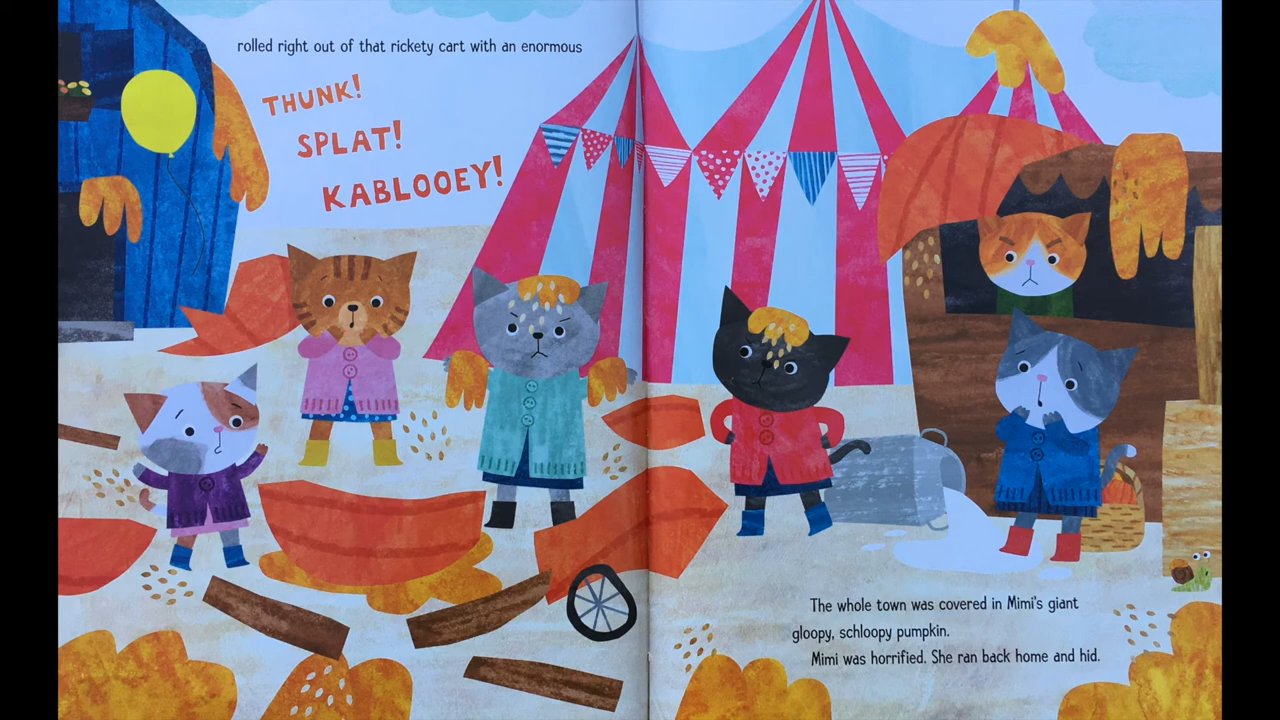 rolled right out of that rickety cart with an enormous
THUNK!
SPLAT!
KABLOOEY!
The whole town was covered in Mimi's giant
gloopy, schloopy pumpkin.
Mimi was horrified. She ran back home and hid.